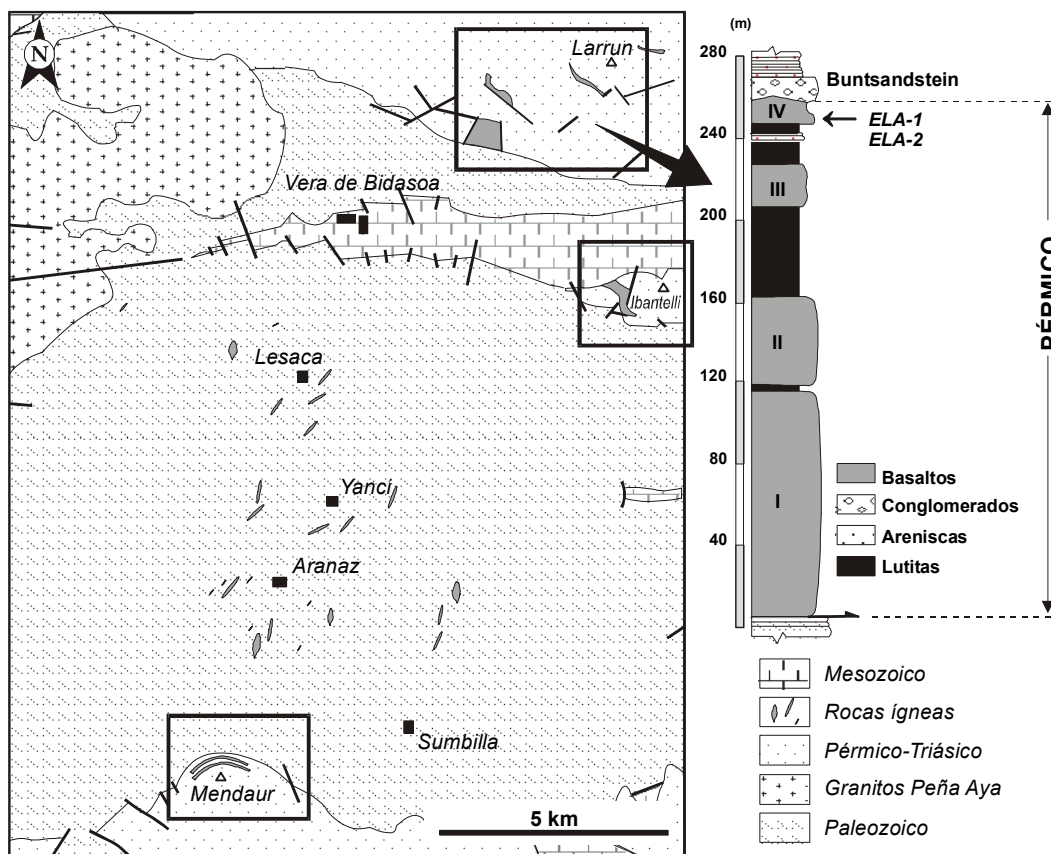 N
Larrun
Vera de Bidasoa
Ibantelli
Lesaca
Yanci
Aranaz
Sumbilla
Mendaur
5 km
(m)
280
240
200
160
120
80
40
Buntsandstein
IV
ELA-1
ELA-2
III
II
I
PÉRMICO
Basaltos
Conglomerados
Areniscas
Lutitas
Mesozoico
Rocas ígneas
Pérmico-Triásico
Granitos Peña Aya
Paleozoico